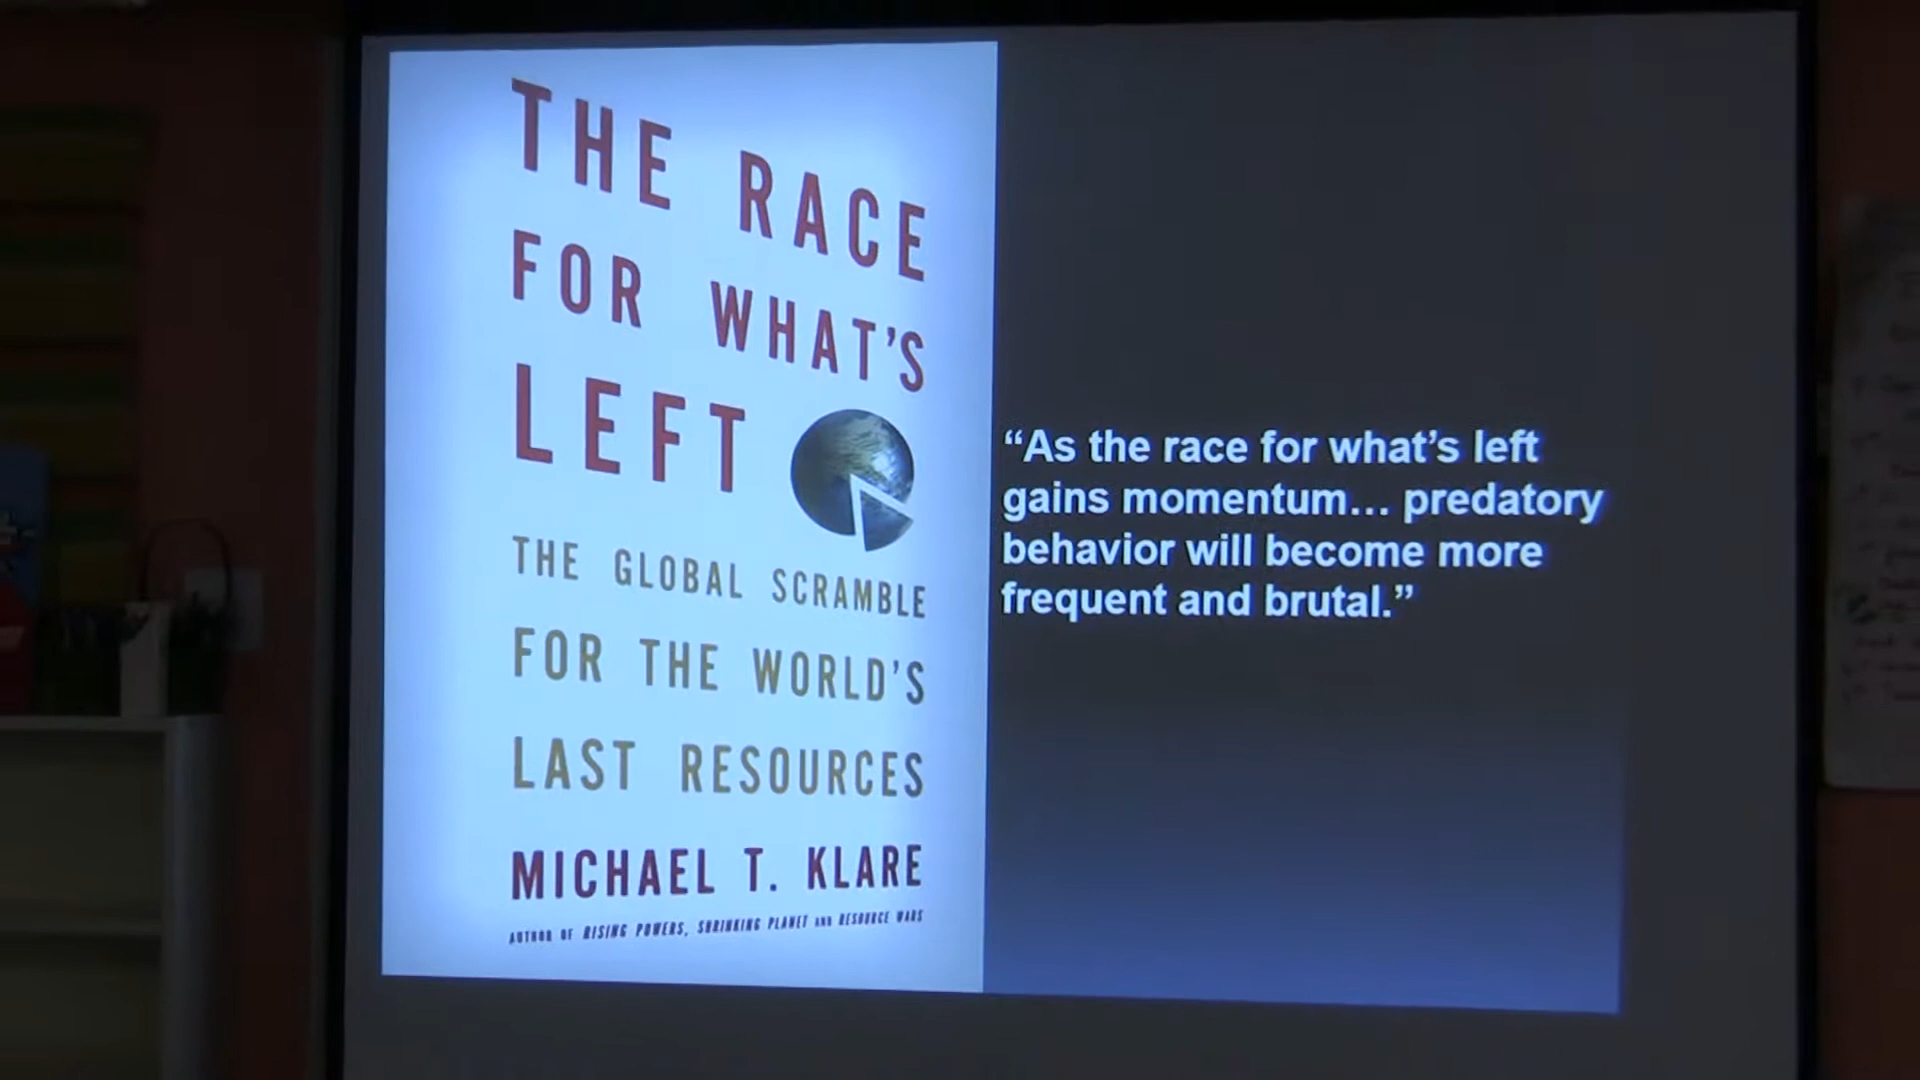 THE RACE
FOR WHAT'S
LEFT
THE GLOBAL SCRAMBLE
FOR THE WORLD'S
LAST RESOURCES
MICHAEL T. KLARE
AUTHOR OF RISING POWERS, SHRINKING PLANET AND RESOURCE WARS
“As the race for what’s left
gains momentum... predatory
behavior will become more
frequent and brutal.”